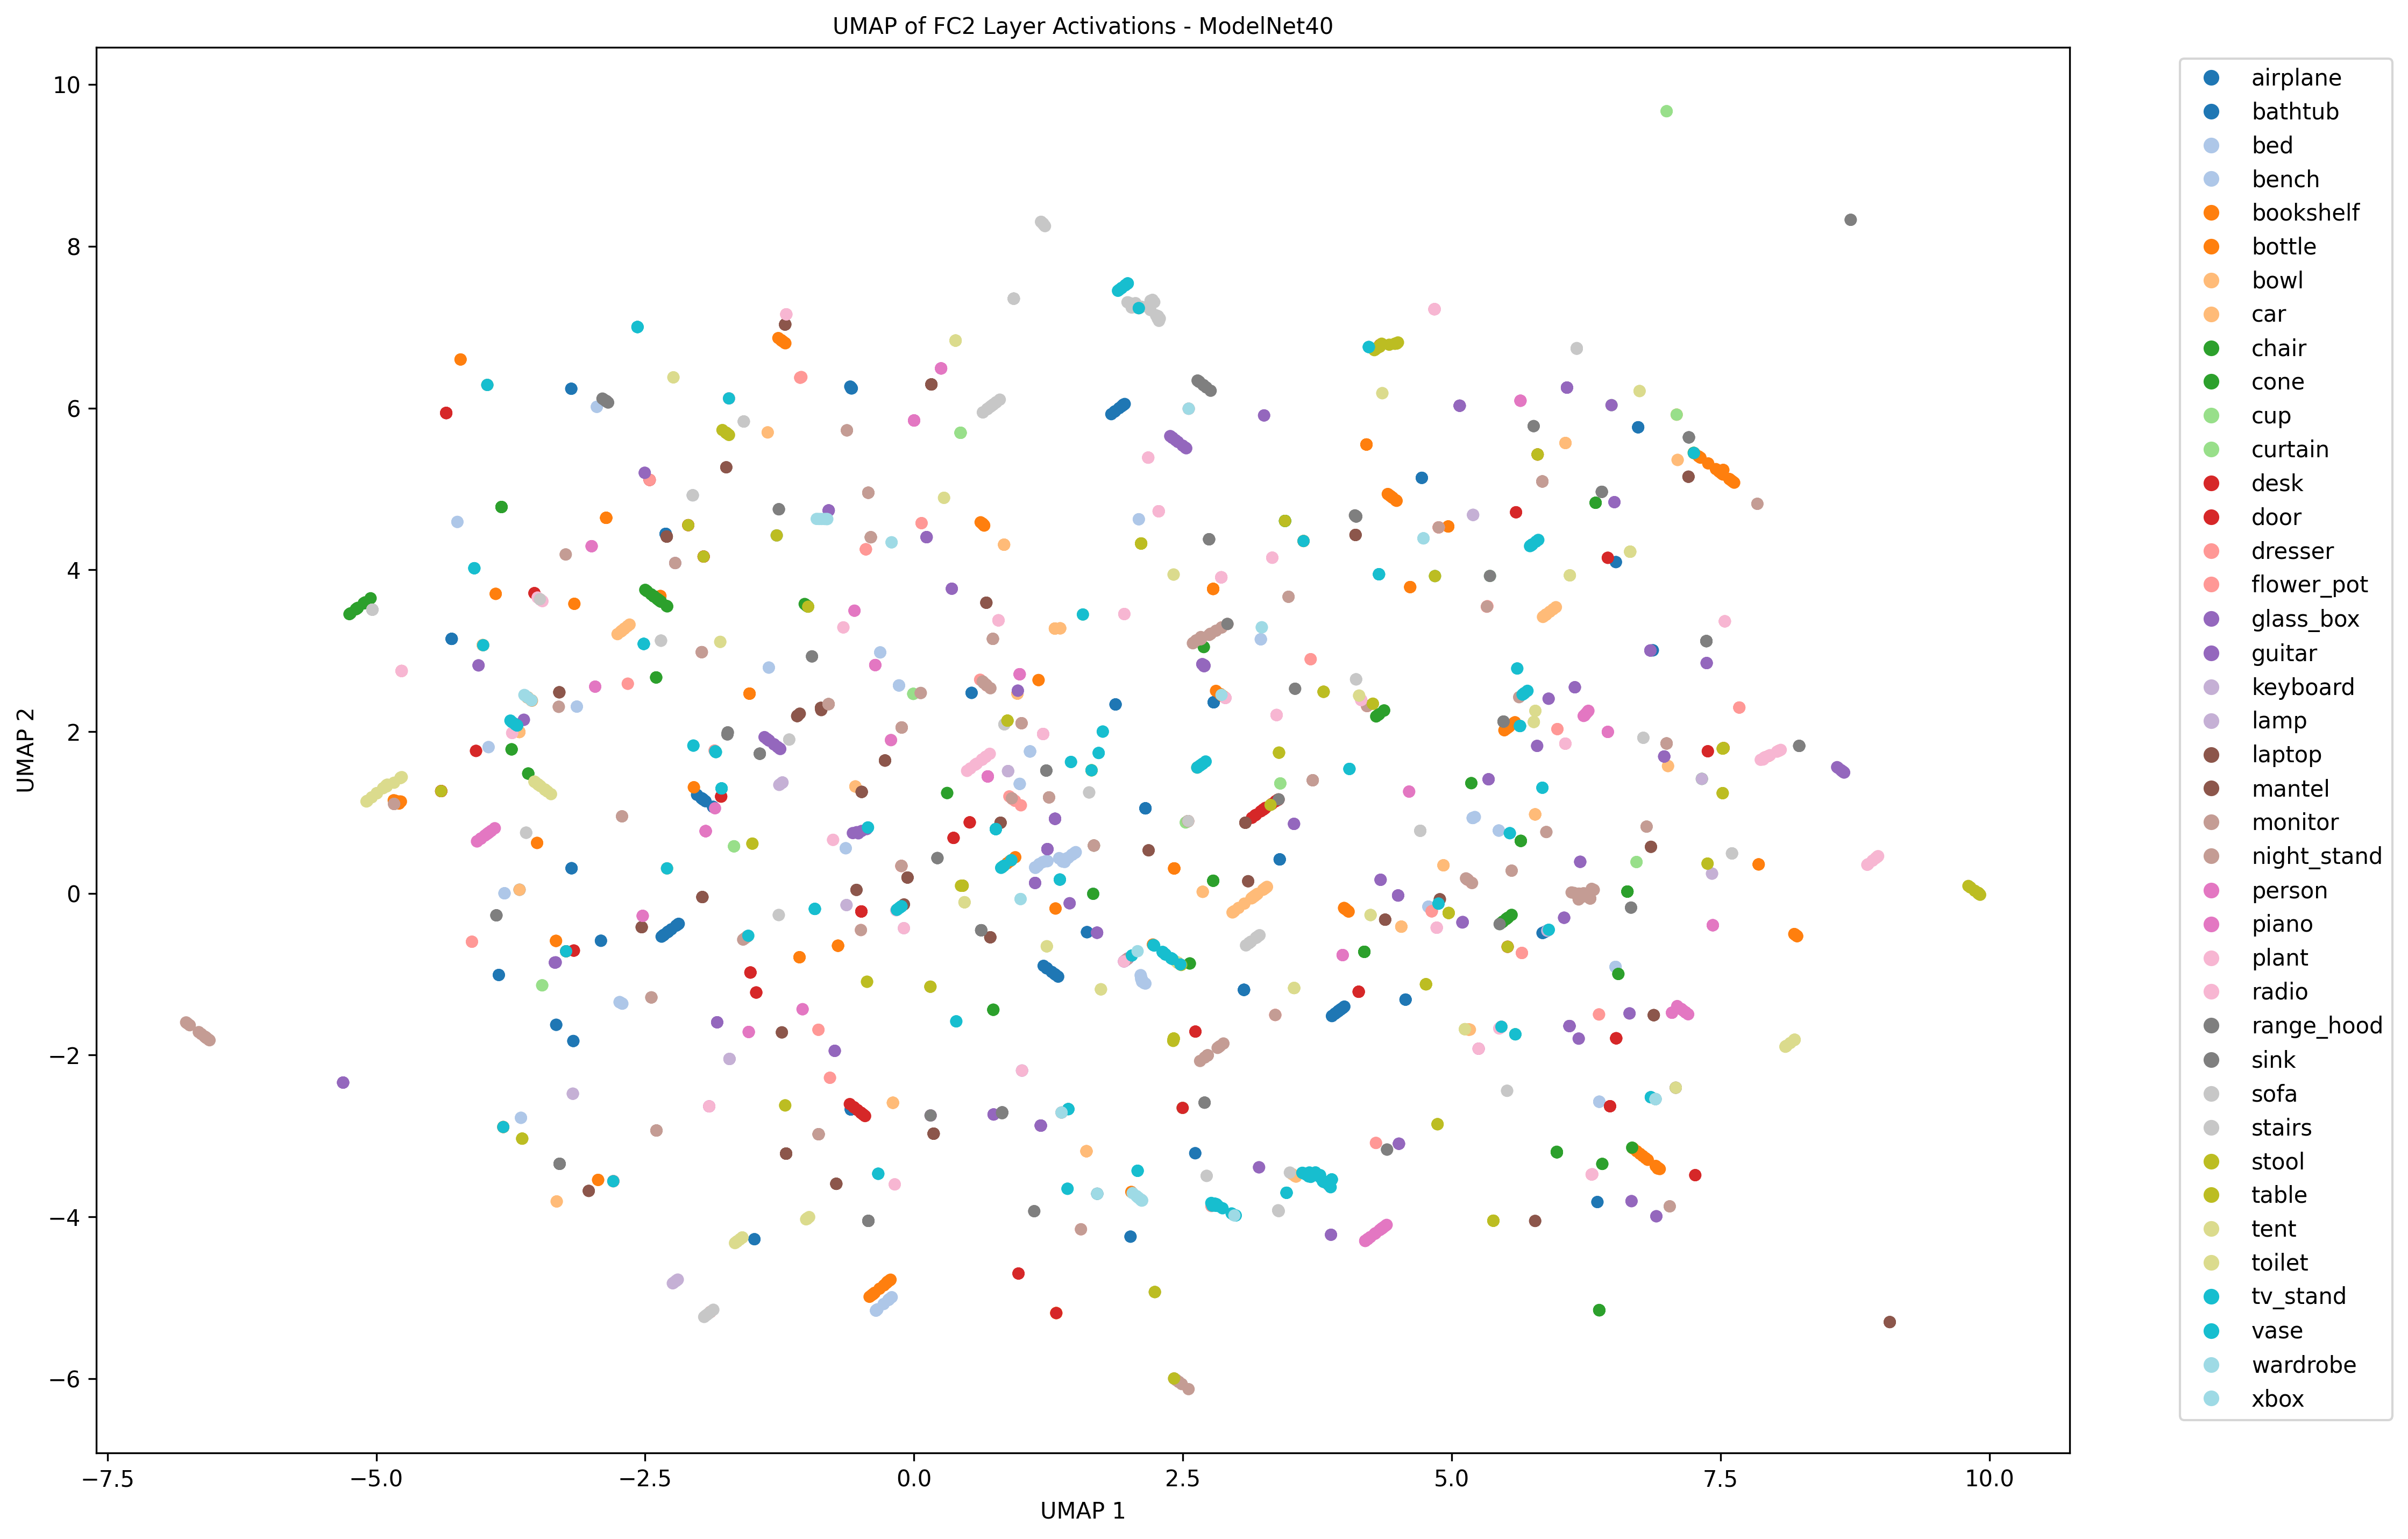 UMAP of FC2 Layer Activations - ModelNet40
10
8
6
4
2
0
−2
−4
−6
UMAP 2
−7.5
−5.0
−2.5
0.0
2.5
5.0
7.5
10.0
UMAP 1
airplane
bathtub
bed
bench
bookshelf
bottle
bowl
car
chair
cone
cup
curtain
desk
door
dresser
flower_pot
glass_box
guitar
keyboard
lamp
laptop
mantel
monitor
night_stand
person
piano
plant
radio
range_hood
sink
sofa
stairs
stool
table
tent
toilet
tv_stand
vase
wardrobe
xbox